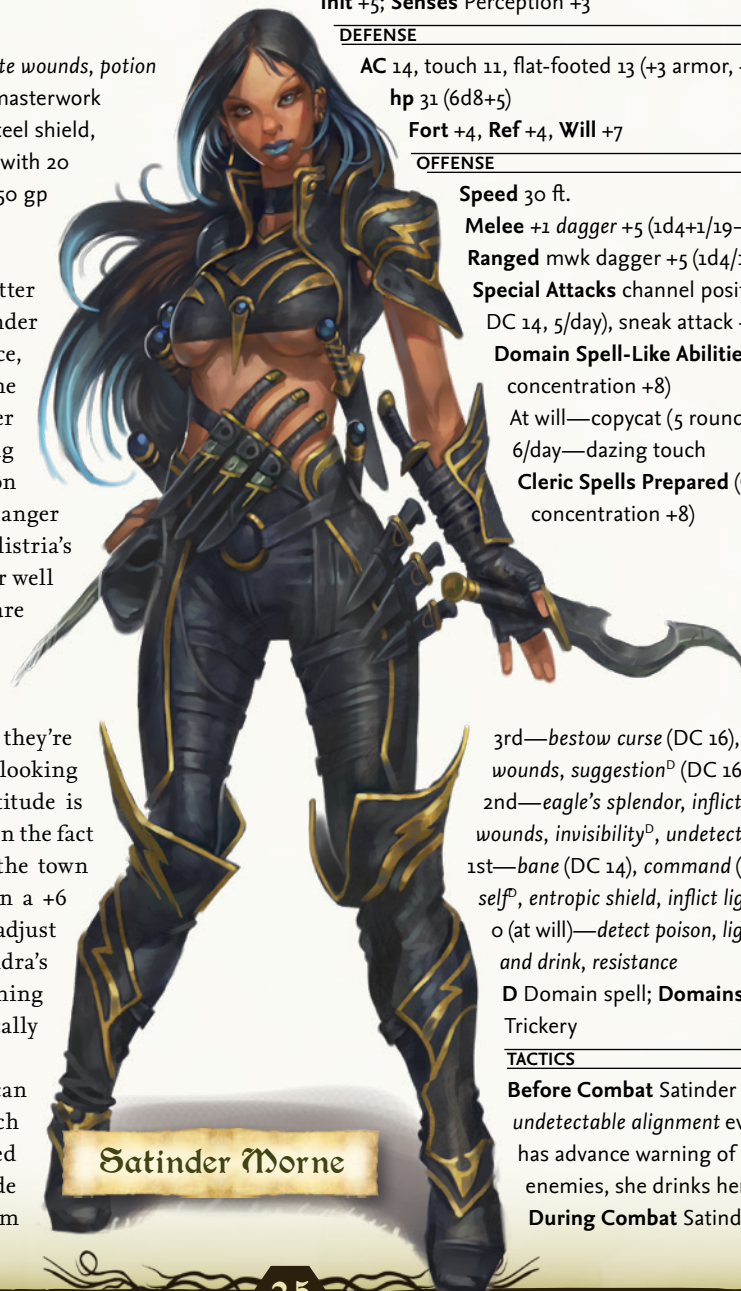 te wounds, potion
masterwork
teel shield,
with 20
50 gp
tter
nder
ce,
ne
er
g
on
anger
listria's
r well
are
they're
looking
titude is
n the fact
the town
n a +6
adjust
dra's
ning
ally
can
ch
ed
de
m
Init +5; Senses Perception +3
DEFENSE
AC 14, touch 11, flat-footed 13 (+3 armor,
hp 31 (6d8+5)
Fort +4, Ref +4, Will +7
OFFENSE
Speed 30 ft.
Melee +1 dagger +5 (1d4+1/19–
Ranged mwk dagger +5 (1d4/1
Special Attacks channel posit
DC 14, 5/day), sneak attack
Domain Spell-Like Abilitie
concentration +8)
At will—copycat (5 round
6/day—dazing touch
Cleric Spells Prepared (
concentration +8)
3rd—bestow curse (DC 16),
wounds, suggestionᴰ (DC 16
2nd—eagle's splendor, inflict
wounds, invisibilityᴰ, undetect
1st—bane (DC 14), command (
selfᴰ, entropic shield, inflict lig
0 (at will)—detect poison, lig
and drink, resistance
D Domain spell; Domains
Trickery
TACTICS
Before Combat Satinder
undetectable alignment ev
has advance warning of
enemies, she drinks her
During Combat Satind
Satinder Morne
25